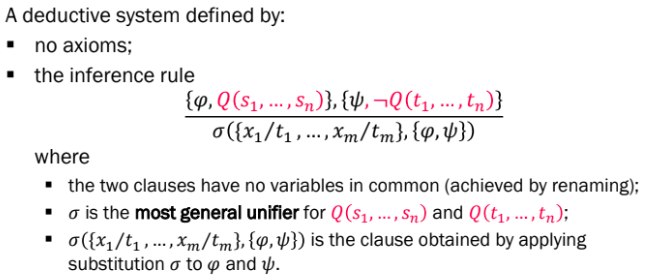 A deductive system defined by:
▪ no axioms;
▪ the inference rule
{φ, Q(s₁, …, sₙ)}, {ψ, ¬Q(t₁, …, tₙ)}
σ({x₁/t₁ , …, xₘ/tₘ}, {φ, ψ})
where
▪ the two clauses have no variables in common (achieved by renaming);
▪ σ is the most general unifier for Q(s₁, …, sₙ) and Q(t₁, …, tₙ);
▪ σ({x₁/t₁ , …, xₘ/tₘ}, {φ, ψ}) is the clause obtained by applying
substitution σ to φ and ψ.